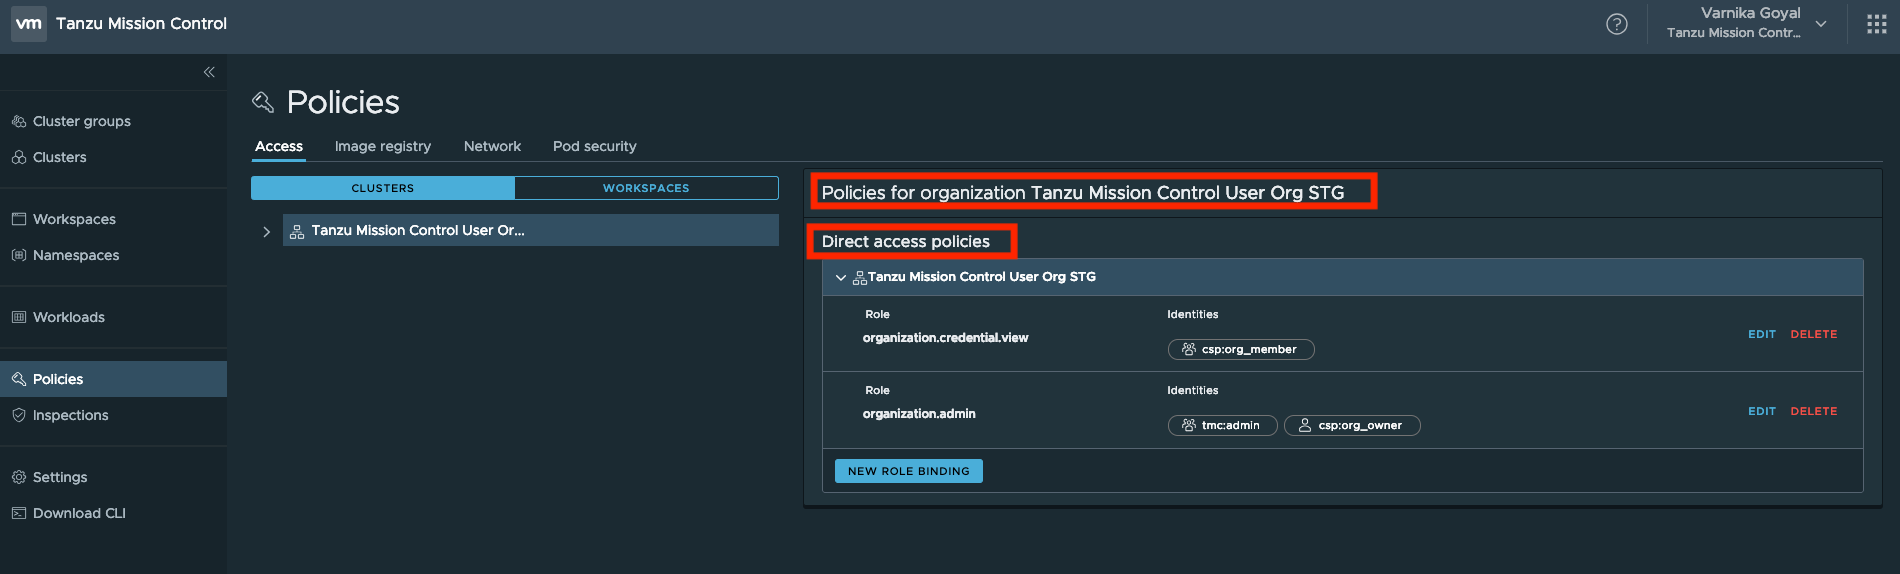 vm Tanzu Mission Control
?
Varnika Goyal
Tanzu Mission Contr...
Cluster groups
Clusters
Workspaces
Namespaces
Workloads
Policies
Inspections
Settings
Download CLI
Policies
Access Image registry Network Pod security
CLUSTERS WORKSPACES
Tanzu Mission Control User Or...
Policies for organization Tanzu Mission Control User Org STG
Direct access policies
Tanzu Mission Control User Org STG
Role Identities
organization.credential.view
csp:org_member
EDIT DELETE
Role Identities
organization.admin
tmc:admin csp:org_owner
EDIT DELETE
NEW ROLE BINDING